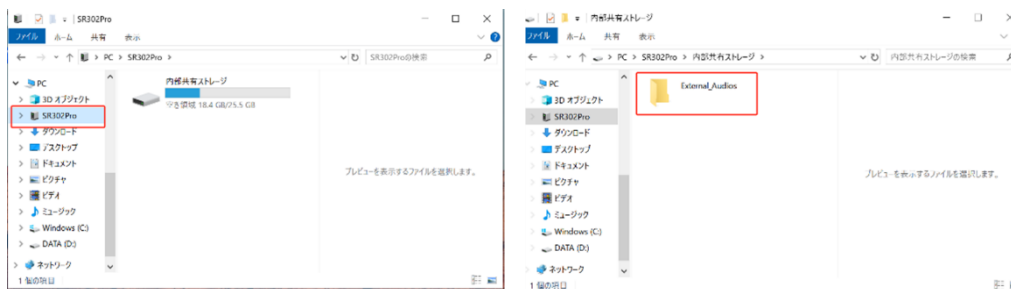 SR302Pro
ファイル ホーム 共有 表示
PC > SR302Pro >
SR302Proの検索
PC
3D オブジェクト
SR302Pro
ダウンロード
デスクトップ
ドキュメント
ピクチャ
ビデオ
ミュージック
Windows (C:)
DATA (D:)
ネットワーク
1 個の項目
内部共有ストレージ
空き領域 18.4 GB/25.5 GB
プレビューを表示するファイルを選択します。
内部共有ストレージ
ファイル ホーム 共有 表示
PC > SR302Pro > 内部共有ストレージ >
内部共有ストレージの検索
PC
3D オブジェクト
SR302Pro
ダウンロード
デスクトップ
ドキュメント
ピクチャ
ビデオ
ミュージック
Windows (C:)
DATA (D:)
ネットワーク
1 個の項目
External_Audios
プレビューを表示するファイルを選択します。